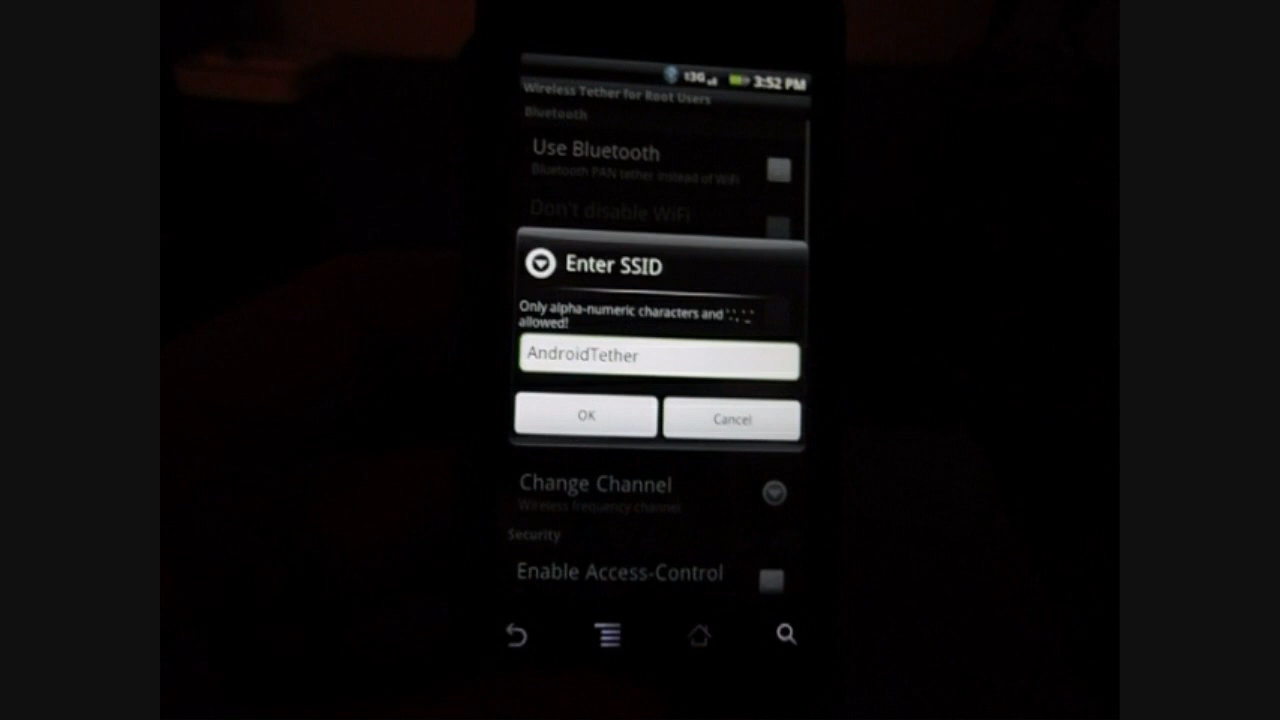 3G 3:52 PM
Wireless Tether for Root Users
Bluetooth
Use Bluetooth
Bluetooth PAN tether instead of WiFi
Don't disable WiFi
Enter SSID
Only alpha-numeric characters and
allowed!
AndroidTether
OK Cancel
Change Channel
Wireless frequency channel
Security
Enable Access-Control